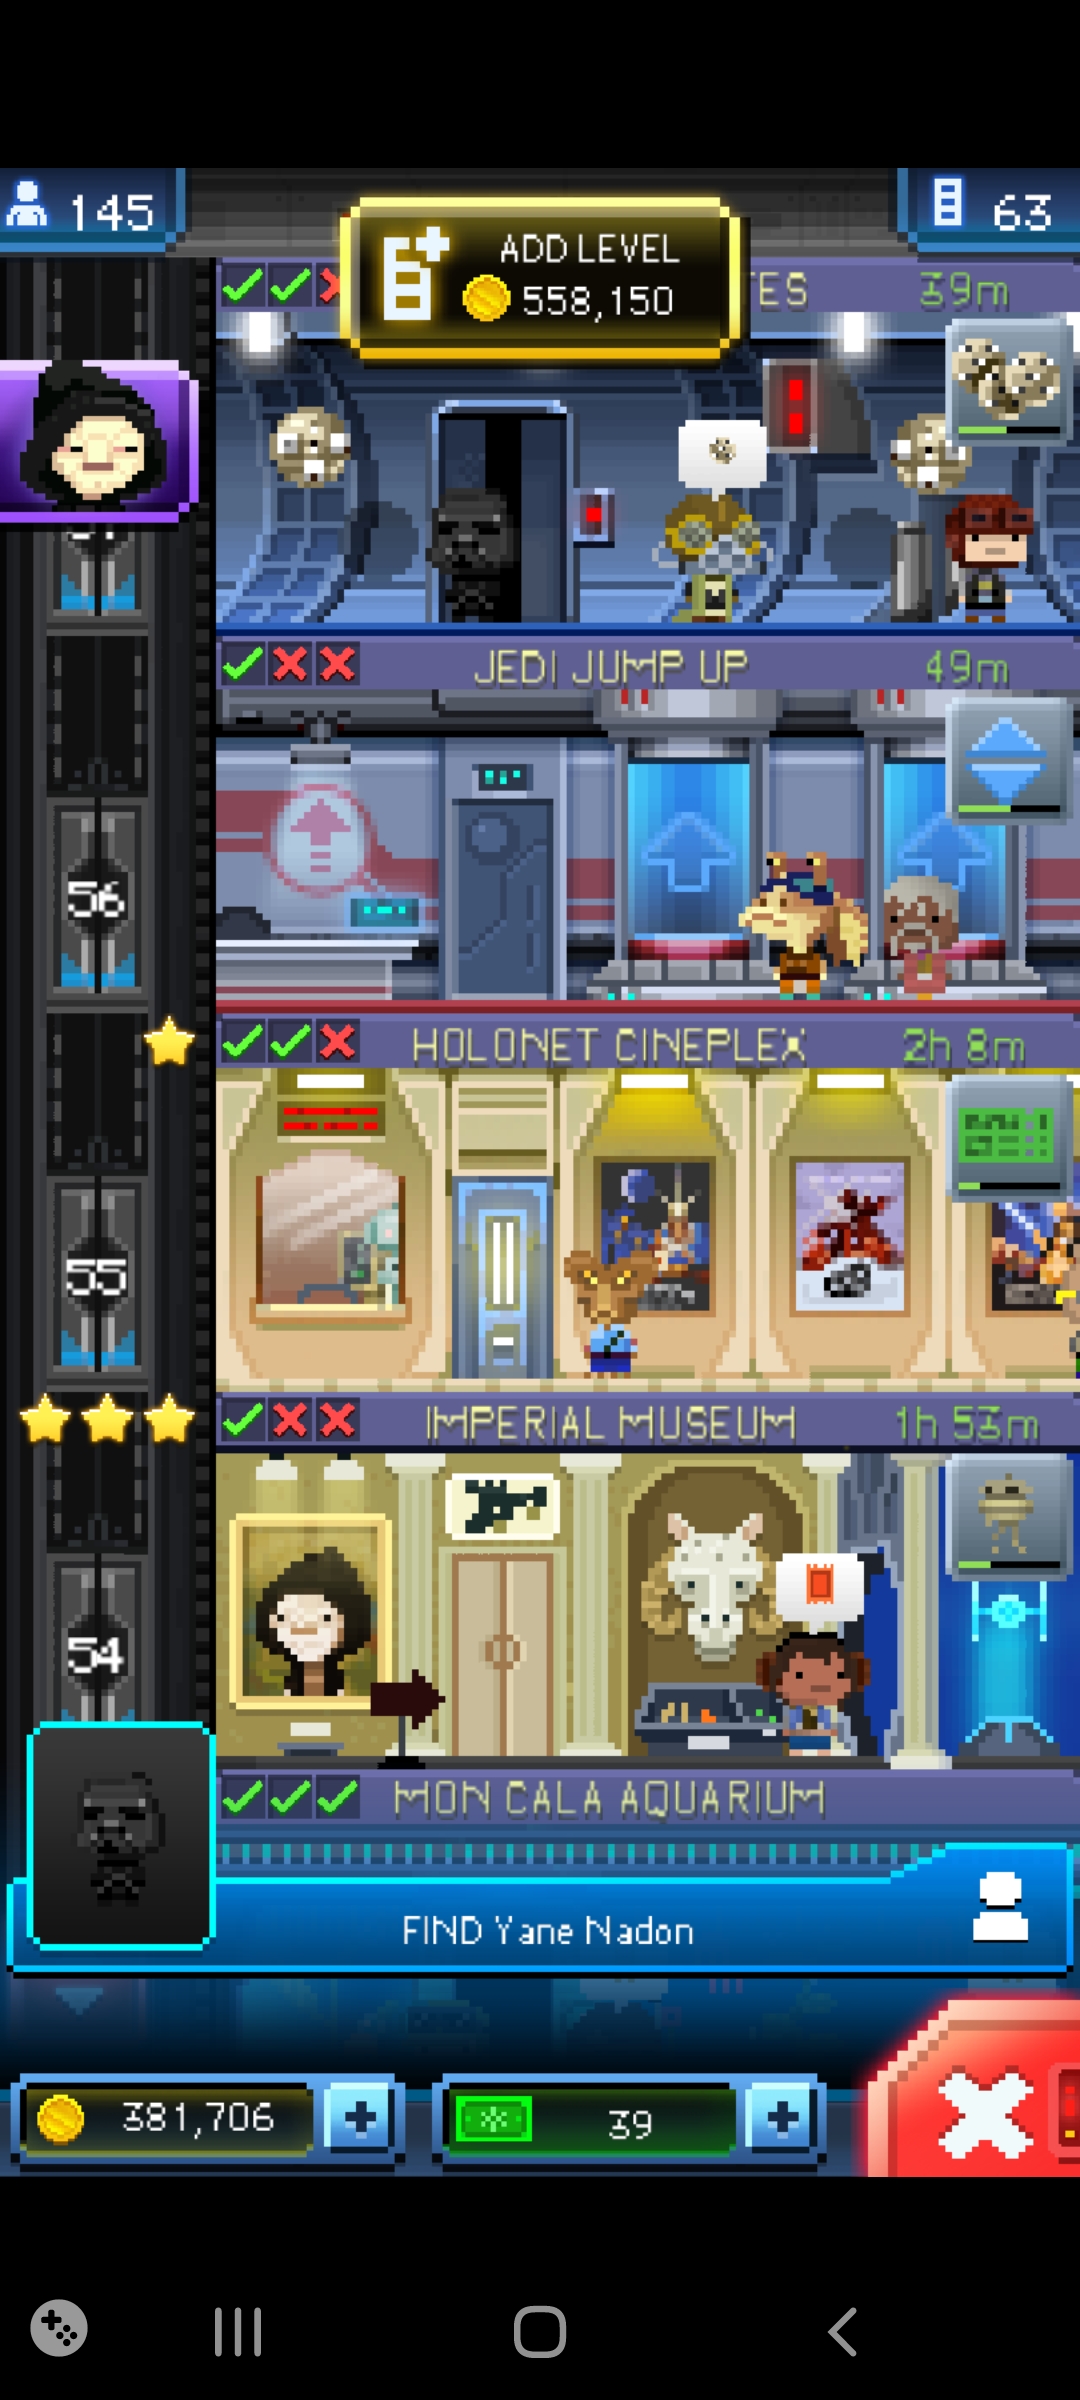 145
ADD LEVEL
558,150
63
TES 39m
JEDI JUMP UP 49m
56
HOLONET CINEPLEX 2h 8m
55
IMPERIAL MUSEUM 1h 53m
54
MON CALA AQUARIUM
FIND Yane Nadon
381,706
39